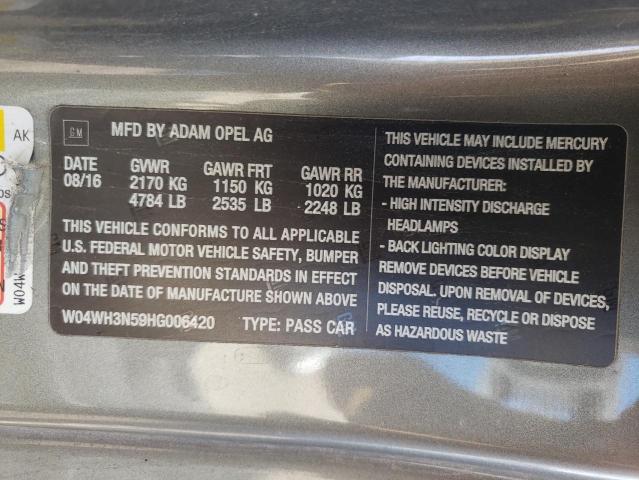 GM
MFD BY ADAM OPEL AG
DATE GVWR GAWR FRT GAWR RR
08/16 2170 KG 1150 KG 1020 KG
4784 LB 2535 LB 2248 LB
THIS VEHICLE CONFORMS TO ALL APPLICABLE
U.S. FEDERAL MOTOR VEHICLE SAFETY, BUMPER
AND THEFT PREVENTION STANDARDS IN EFFECT
ON THE DATE OF MANUFACTURE SHOWN ABOVE
W04WH3N59HG006420 TYPE: PASS CAR
THIS VEHICLE MAY INCLUDE MERCURY
CONTAINING DEVICES INSTALLED BY
THE MANUFACTURER:
- HIGH INTENSITY DISCHARGE
HEADLAMPS
- BACK LIGHTING COLOR DISPLAY
REMOVE DEVICES BEFORE VEHICLE
DISPOSAL. UPON REMOVAL OF DEVICES,
PLEASE REUSE, RECYCLE OR DISPOSE
AS HAZARDOUS WASTE
AK
W04W